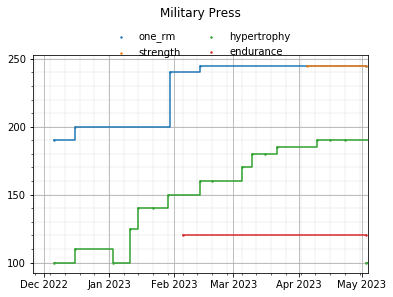 Military Press
one_rm hypertrophy
strength endurance
250
200
150
100
Dec 2022 Jan 2023 Feb 2023 Mar 2023 Apr 2023 May 2023